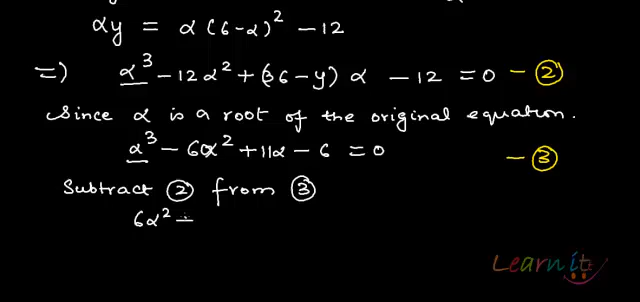 αy = α(6-α)² - 12
=) α³ - 12α² + (36-y) α - 12 = 0 - ②
Since α is a root of the original equation.
α³ - 6α² + 11α - 6 = 0 - ③
Subtract ② from ③
6α² -
Learnit